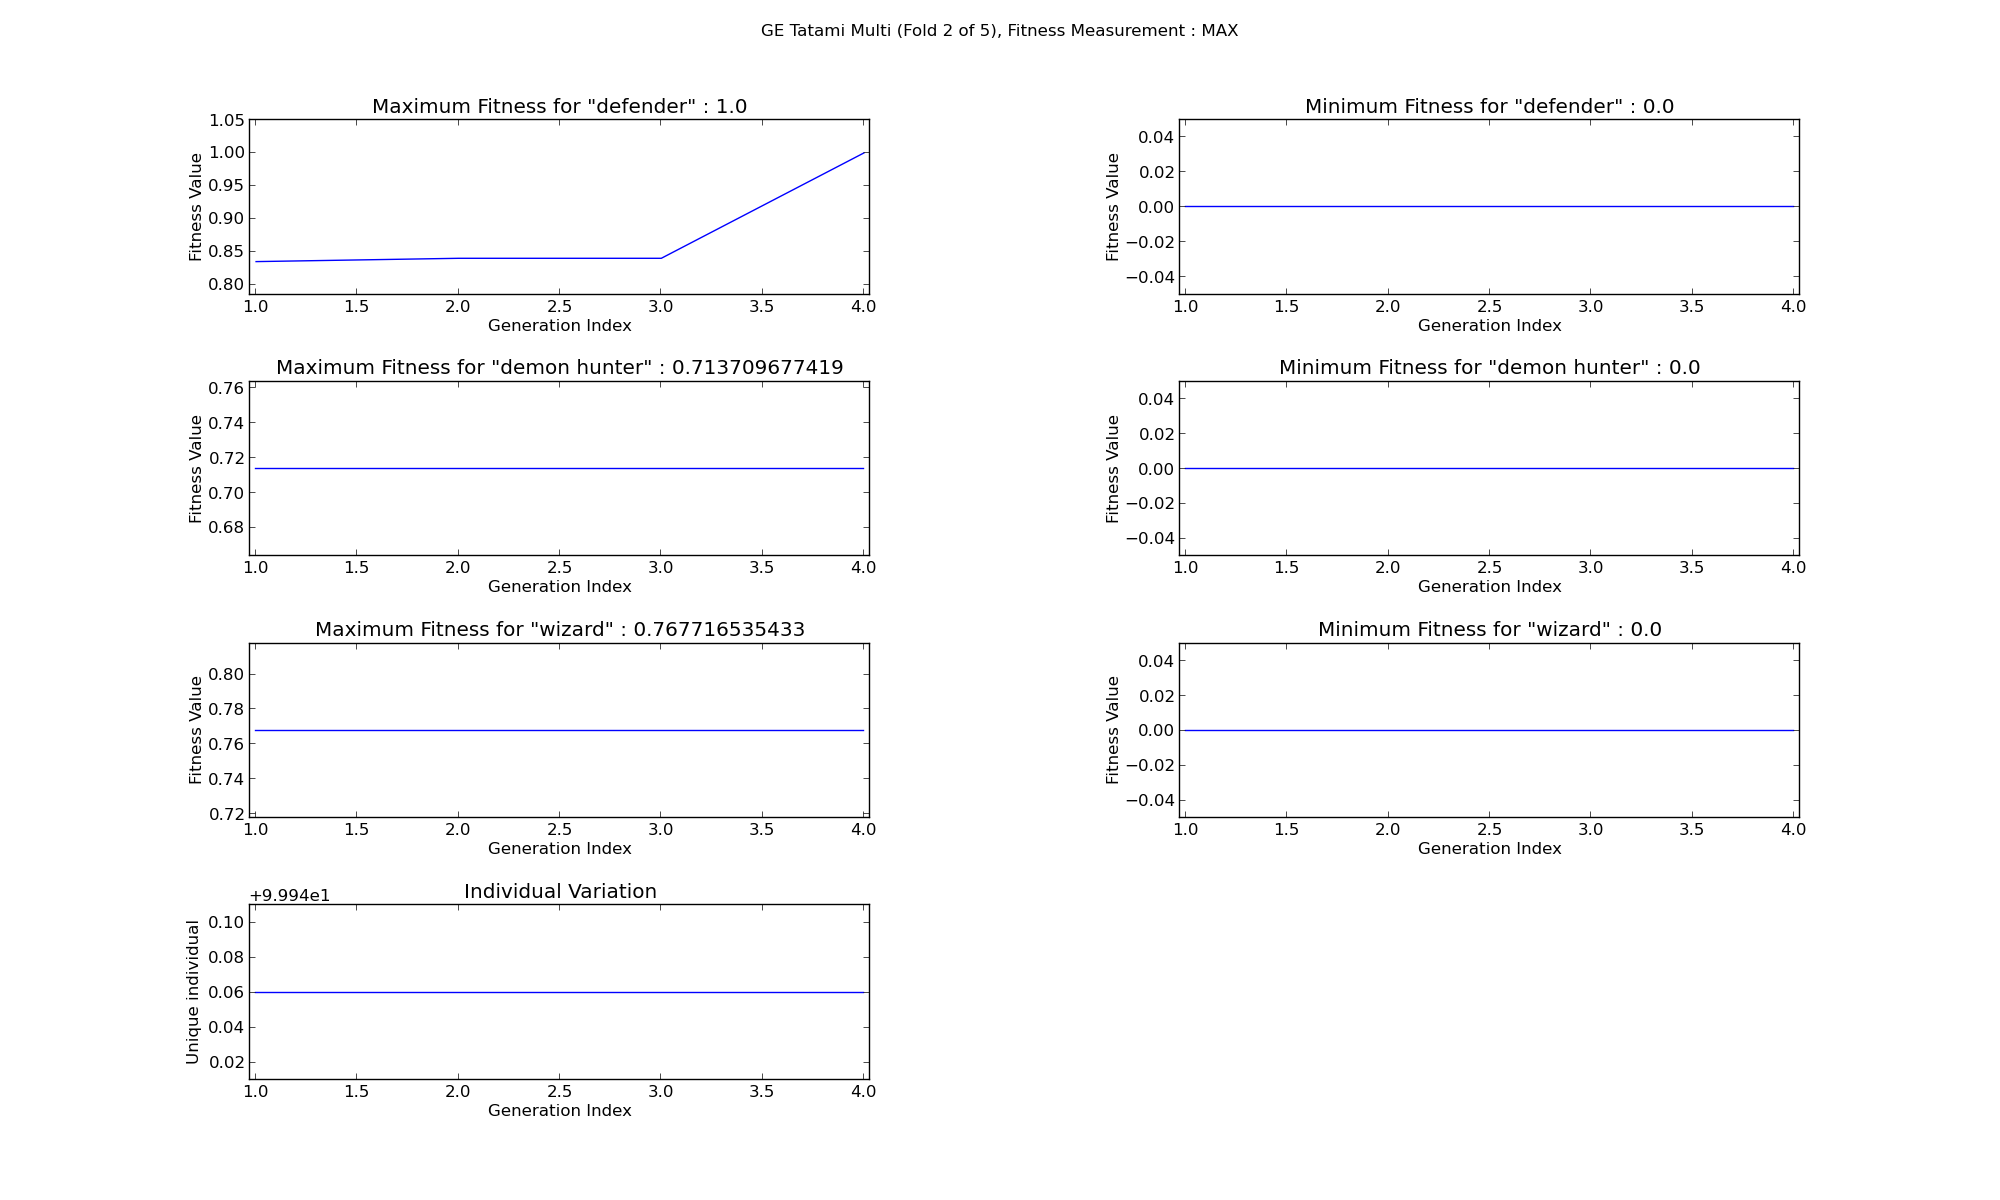 GE Tatami Multi (Fold 2 of 5), Fitness Measurement : MAX
Maximum Fitness for "defender" : 1.0
Fitness Value
1.05
1.00
0.95
0.90
0.85
0.80
1.0 1.5 2.0 2.5 3.0 3.5 4.0
Generation Index
Minimum Fitness for "defender" : 0.0
Fitness Value
0.04
0.02
0.00
−0.02
−0.04
1.0 1.5 2.0 2.5 3.0 3.5 4.0
Generation Index
Maximum Fitness for "demon hunter" : 0.713709677419
Fitness Value
0.76
0.74
0.72
0.70
0.68
1.0 1.5 2.0 2.5 3.0 3.5 4.0
Generation Index
Minimum Fitness for "demon hunter" : 0.0
Fitness Value
0.04
0.02
0.00
−0.02
−0.04
1.0 1.5 2.0 2.5 3.0 3.5 4.0
Generation Index
Maximum Fitness for "wizard" : 0.767716535433
Fitness Value
0.80
0.78
0.76
0.74
0.72
1.0 1.5 2.0 2.5 3.0 3.5 4.0
Generation Index
Minimum Fitness for "wizard" : 0.0
Fitness Value
0.04
0.02
0.00
−0.02
−0.04
1.0 1.5 2.0 2.5 3.0 3.5 4.0
Generation Index
Individual Variation
+9.994e1
Unique individual
0.10
0.08
0.06
0.04
0.02
1.0 1.5 2.0 2.5 3.0 3.5 4.0
Generation Index